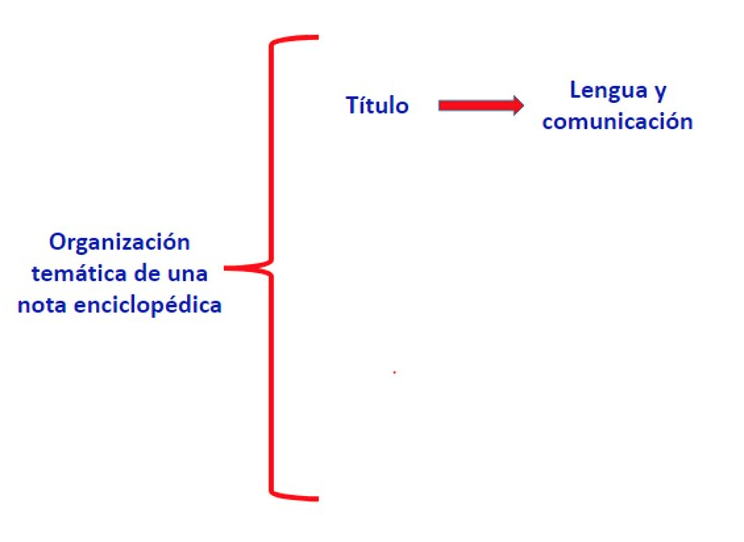 Título
Lengua y
comunicación
Organización
temática de una
nota enciclopédica